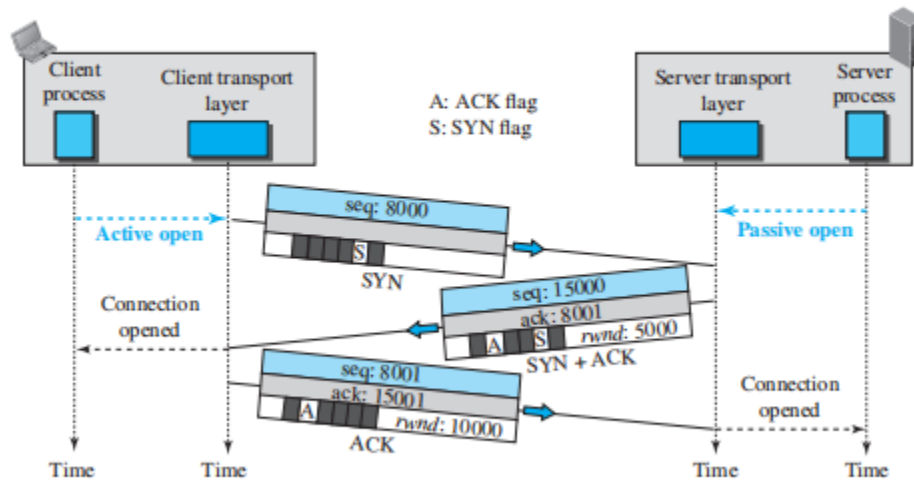 Client
process
Client transport
layer
A: ACK flag
S: SYN flag
Server transport
layer
Server
process
seq: 8000
Active open
S
SYN
Passive open
seq: 15000
ack: 8001
A S rwnd: 5000
SYN + ACK
Connection
opened
seq: 8001
ack: 15001
A rwnd: 10000
ACK
Connection
opened
Time
Time
Time
Time